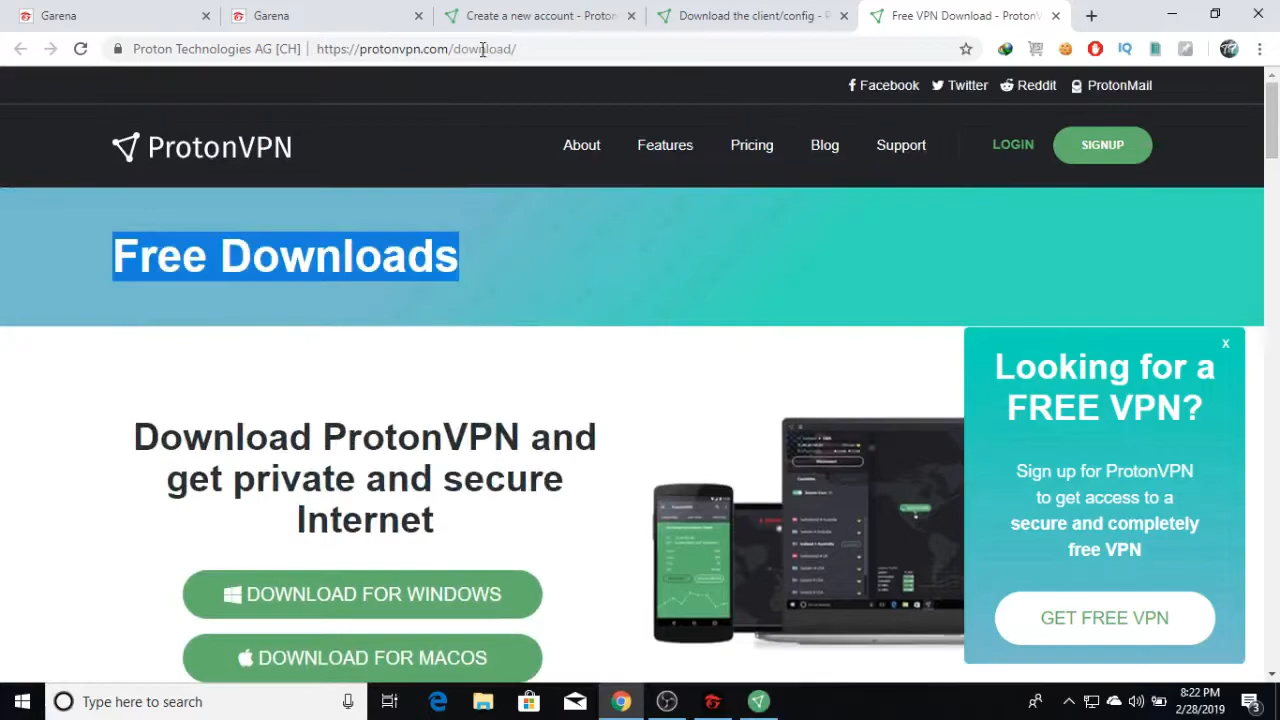 Garena
Garena
Create a new account - Proton
Download the client/config - P
Free VPN Download - ProtonV
Proton Technologies AG [CH]
https://protonvpn.com/download/
Facebook
Twitter
Reddit
ProtonMail
ProtonVPN
About
Features
Pricing
Blog
Support
LOGIN
SIGNUP
Free Downloads
Download ProtonVPN and
get private and secure
Internet
DOWNLOAD FOR WINDOWS
DOWNLOAD FOR MACOS
x
Looking for a
FREE VPN?
Sign up for ProtonVPN
to get access to a
secure and completely
free VPN
GET FREE VPN
Type here to search
8:22 PM
2/28/2019
3